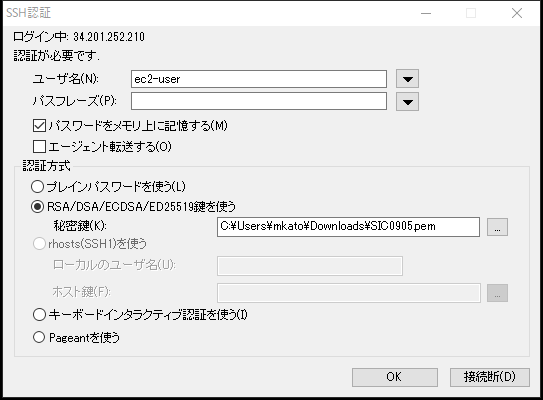 SSH認証
ログイン中: 34.201.252.210
認証が必要です.
ユーザ名(N): ec2-user
パスフレーズ(P):
パスワードをメモリ上に記憶する(M)
エージェント転送する(O)
認証方式
プレインパスワードを使う(L)
RSA/DSA/ECDSA/ED25519鍵を使う
秘密鍵(K): C:¥Users¥mkato¥Downloads¥SIC0905.pem ...
rhosts(SSH1)を使う
ローカルのユーザ名(U):
ホスト鍵(F): ...
キーボードインタラクティブ認証を使う(I)
Pageantを使う
OK 接続断(D)